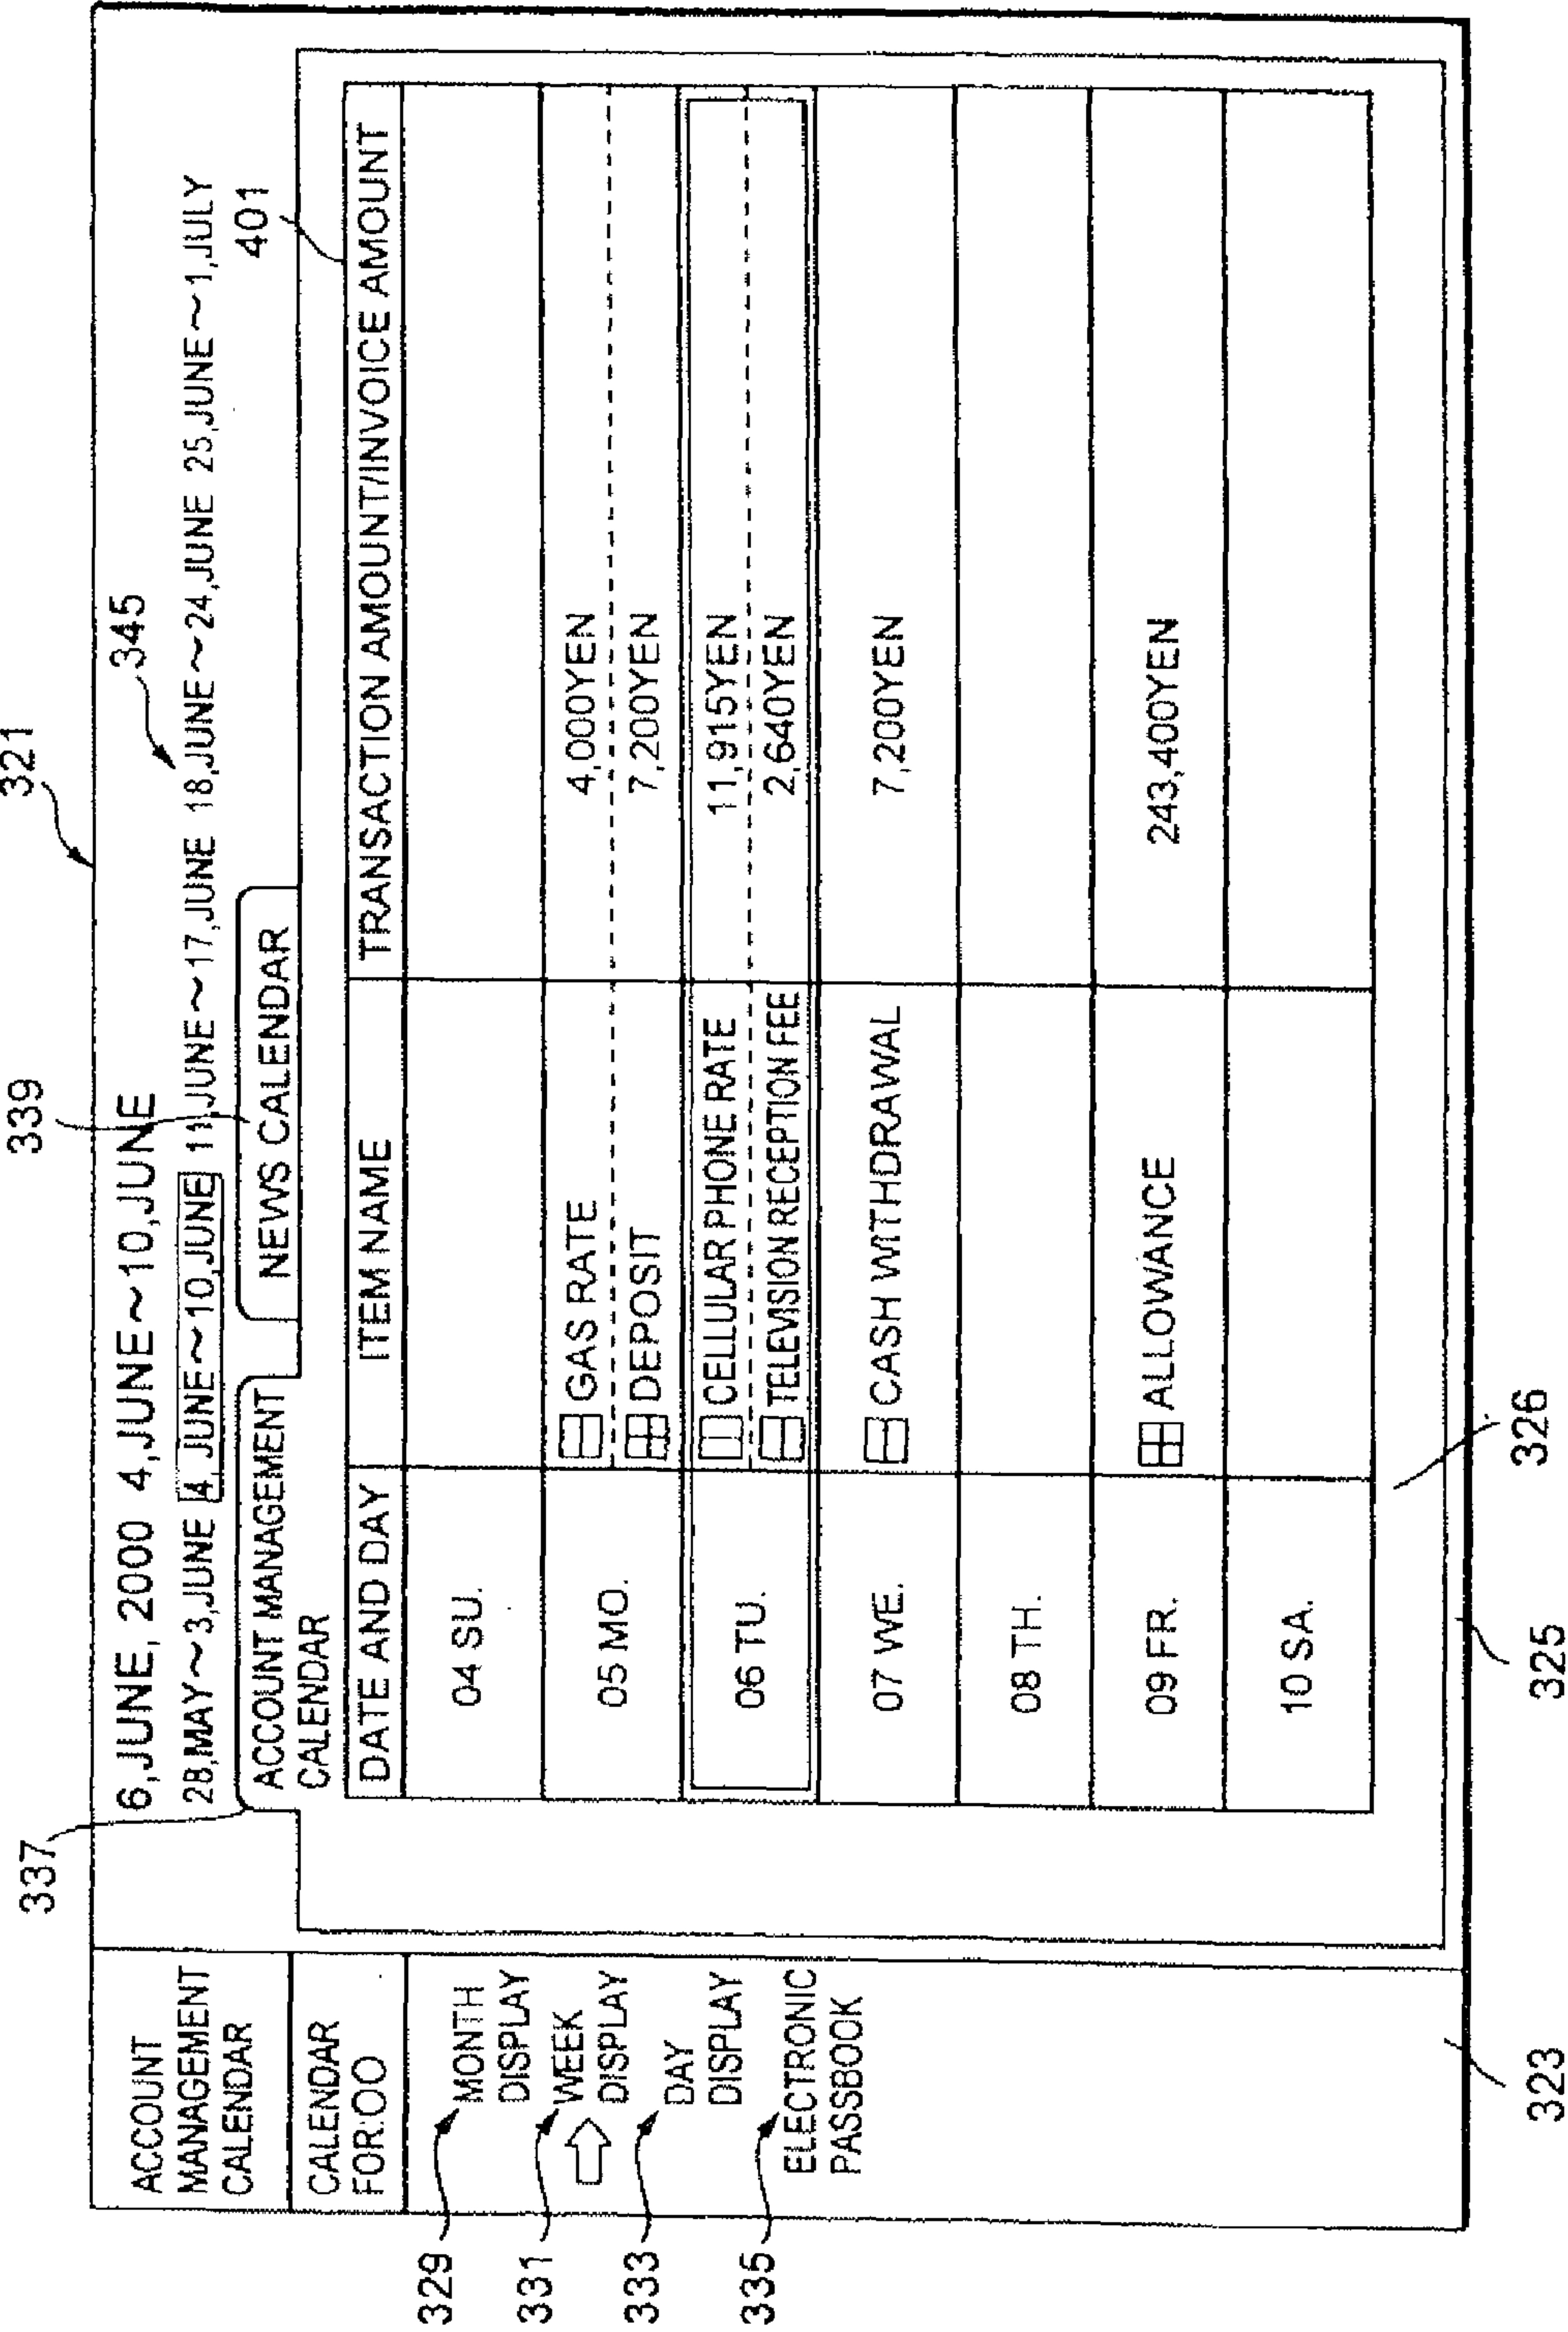 321
345
339
337
401
6,JUNE, 2000 4,JUNE~10,JUNE
28,MAY~3,JUNE 4, JUNE~10,JUNE 11,JUNE~17,JUNE 18,JUNE~24,JUNE 25,JUNE~1,JULY
ACCOUNT
MANAGEMENT
CALENDAR
CALENDAR
FOR:OO
329
MONTH
DISPLAY
331
WEEK
DISPLAY
333
DAY
DISPLAY
335
ELECTRONIC
PASSBOOK
ACCOUNT MANAGEMENT
CALENDAR
NEWS CALENDAR
DATE AND DAY ITEM NAME TRANSACTION AMOUNT/INVOICE AMOUNT
04 SU.
05 MO. GAS RATE 4,000YEN
DEPOSIT 7,200YEN
06 TU. CELLULAR PHONE RATE 11,915YEN
TELEVISION RECEPTION FEE 2,640YEN
07 WE. CASH WITHDRAWAL 7,200YEN
08 TH.
09 FR. ALLOWANCE 243,400YEN
10 SA.
323
325
326